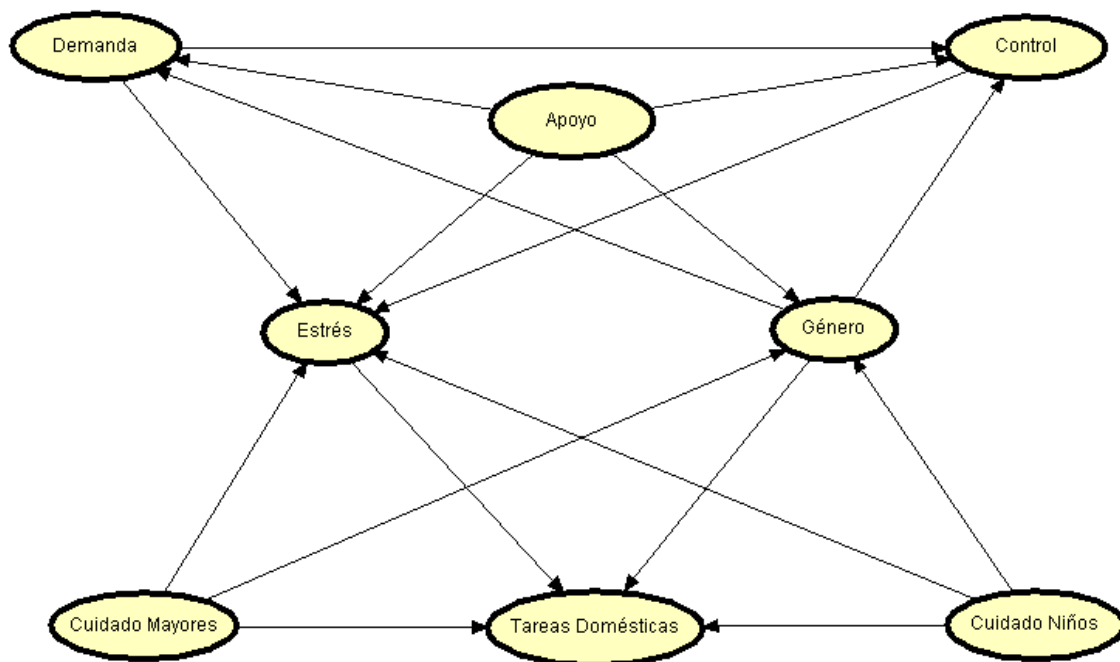 Demanda
Control
Apoyo
Estrés
Género
Cuidado Mayores
Tareas Domésticas
Cuidado Niños